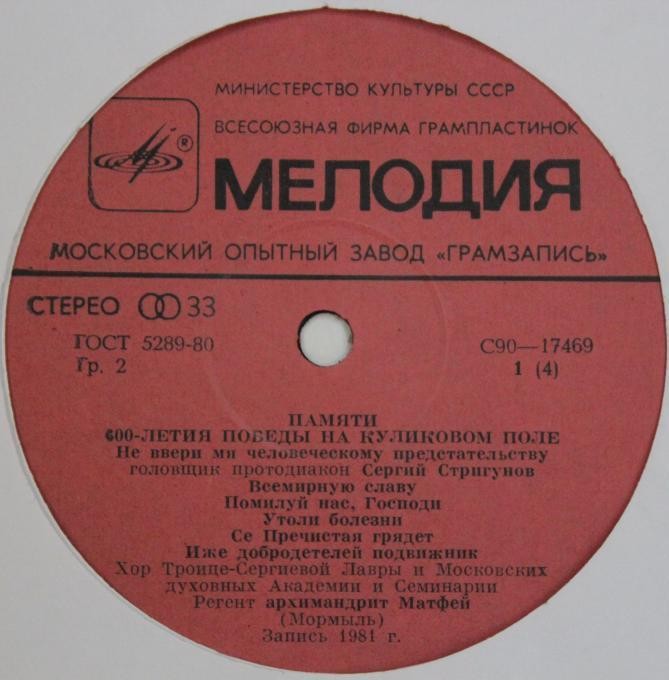 МИНИСТЕРСТВО КУЛЬТУРЫ СССР
ВСЕСОЮЗНАЯ ФИРМА ГРАМПЛАСТИНОК
®
МЕЛОДИЯ
МОСКОВСКИЙ ОПЫТНЫЙ ЗАВОД «ГРАМЗАПИСЬ»
СТЕРЕО 33
ГОСТ 5289-80
Гр. 2
С90—17469
1 (4)
ПАМЯТИ
600-ЛЕТИЯ ПОБЕДЫ НА КУЛИКОВОМ ПОЛЕ
Не ввери мя человеческому предстательству
головщик протодиакон Сергий Стригунов
Всемирную славу
Помилуй нас, Господи
Утоли болезни
Се Пречистая грядет
Иже добродетелей подвижник
Хор Троице-Сергиевой Лавры и Московских
духовных Академии и Семинарии
Регент архимандрит Матфей
(Мормыль)
Запись 1981 г.